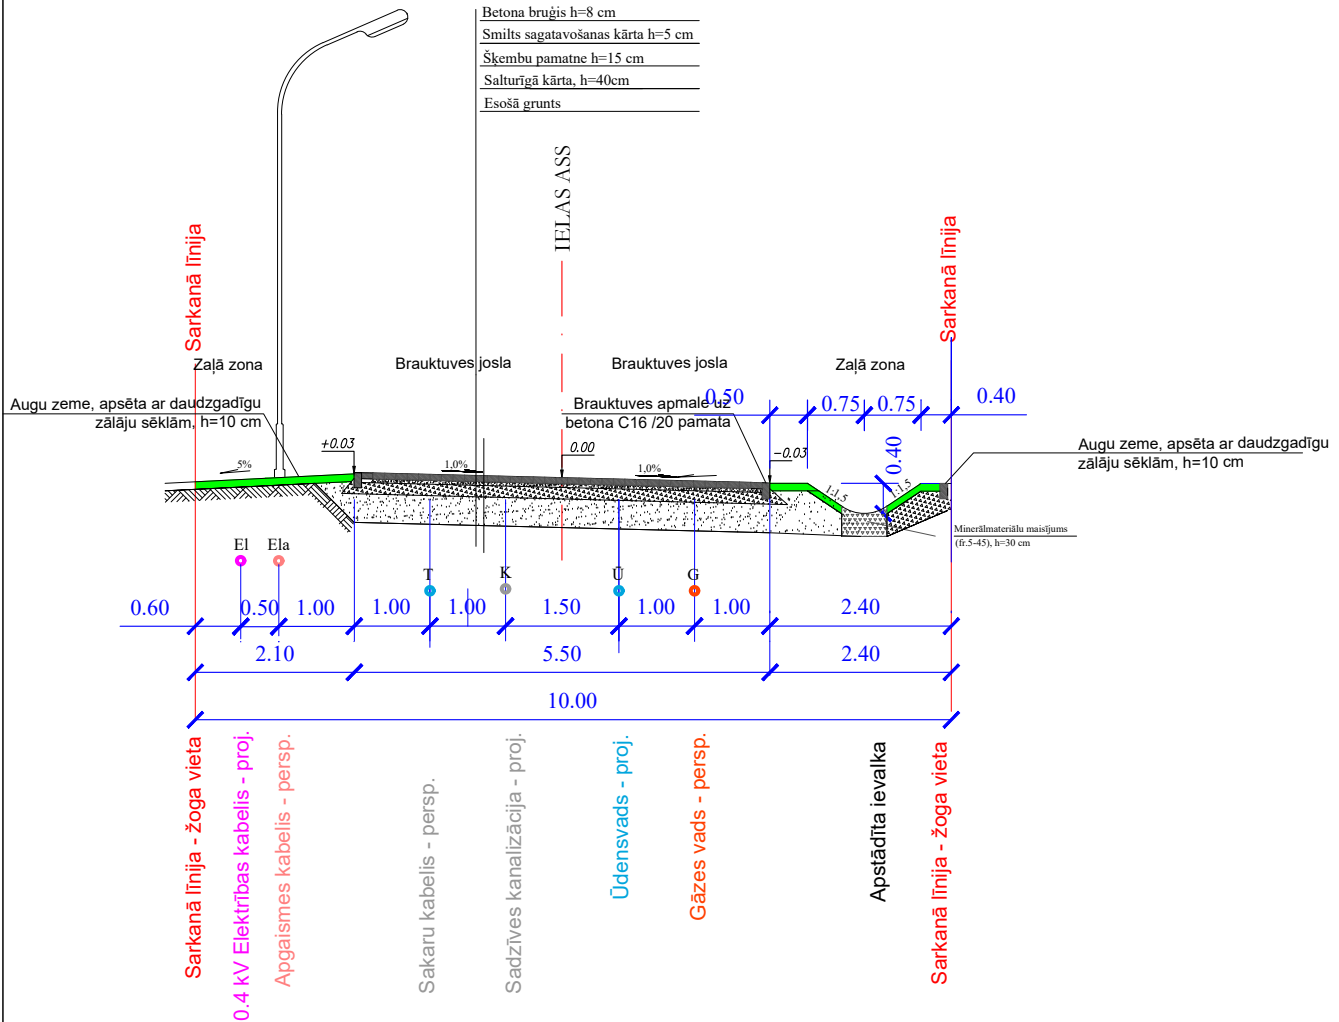 Betona bruģis h=8 cm
Smilts sagatavošanas kārta h=5 cm
Šķembu pamatne h=15 cm
Salturīgā kārta, h=40cm
Esošā grunts
IELAS ASS
Sarkanā līnija
Sarkanā līnija
Zaļā zona
Brauktuves josla
Brauktuves josla
Zaļā zona
Augu zeme, apsēta ar daudzgadīgu
zālāju sēklām, h=10 cm
Brauktuves apmale uz
betona C16 /20 pamata
0.50
0.75
0.75
0.40
0.40
Augu zeme, apsēta ar daudzgadīgu
zālāju sēklām, h=10 cm
5%
+0.03
1,0%
0.00
1,0%
-0.03
1:1,5
1:1,5
Minerālmateriālu maisījums
(fr.5-45), h=30 cm
El
Ela
T
K
Ū
G
0.60
0.50
1.00
1.00
1.00
1.50
1.00
1.00
2.40
2.10
5.50
2.40
10.00
Sarkanā līnija - žoga vieta
0.4 kV Elektrības kabelis - proj.
Apgaismes kabelis - persp.
Sakaru kabelis - persp.
Sadzīves kanalizācija - proj.
Ūdensvads - proj.
Gāzes vads - persp.
Apstādīta ievalka
Sarkanā līnija - žoga vieta